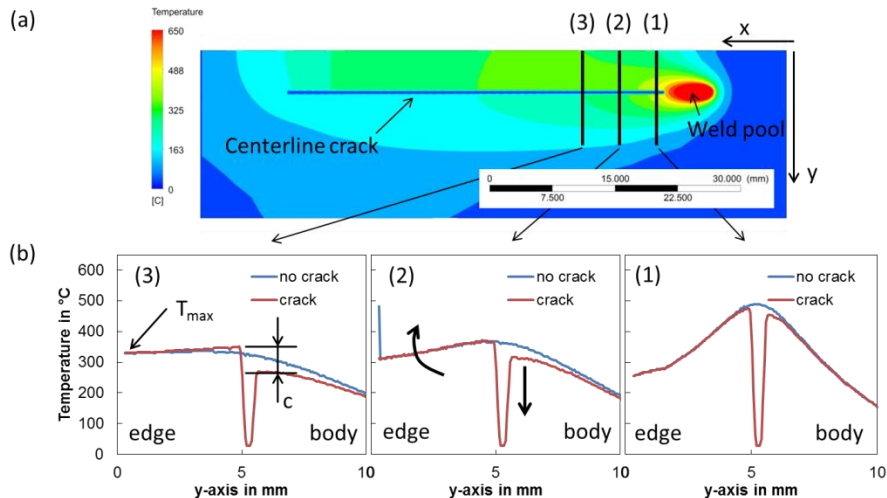 (a)
Temperature
650
488
325
163
0
[C]
(3) (2) (1)
x
y
Centerline crack
Weld pool
0 15.000 30.000 (mm)
7.500 22.500
(b)
Temperature in °C
600
500
400
300
200
100
0
(3)
no crack
crack
Tmax
c
edge body
0 5 10
y-axis in mm
(2)
no crack
crack
edge body
5 10
y-axis in mm
(1)
no crack
crack
edge body
5 10
y-axis in mm